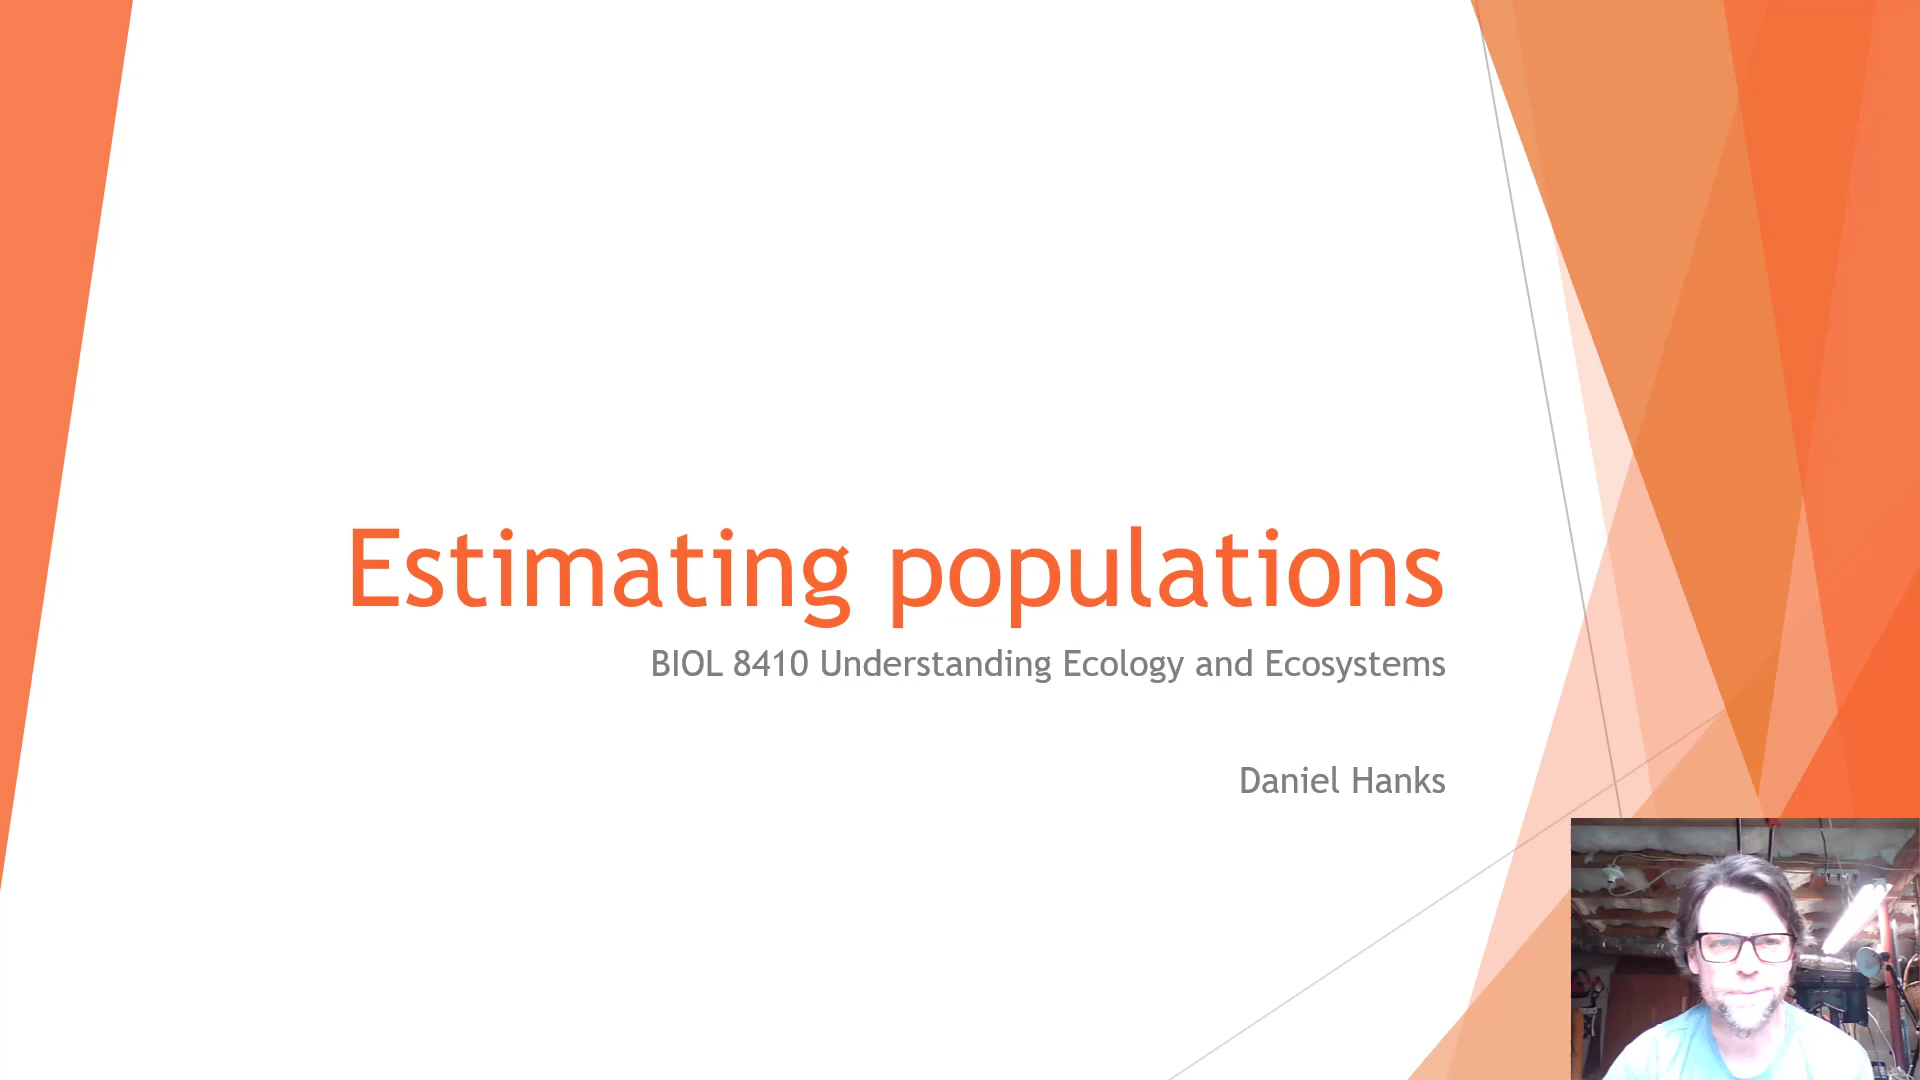 Estimating populations
BIOL 8410 Understanding Ecology and Ecosystems
Daniel Hanks